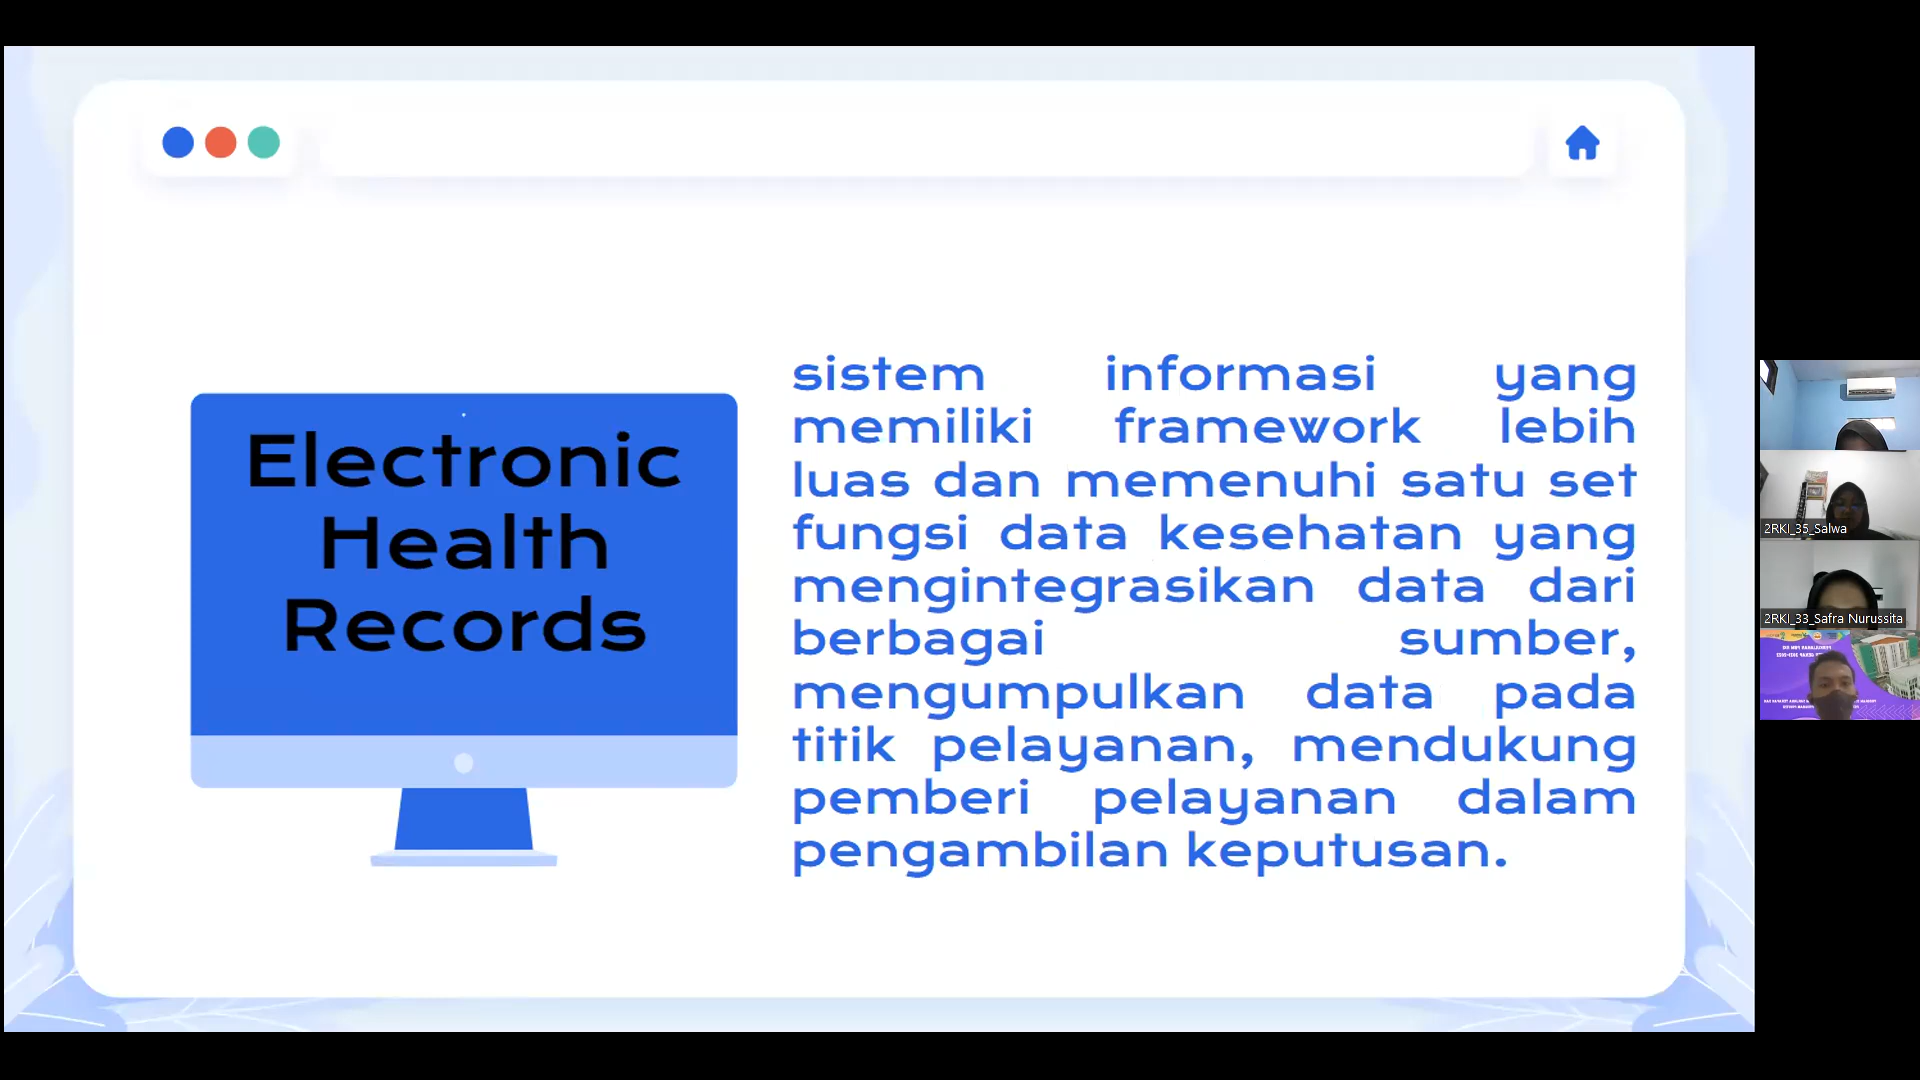 Electronic
Health
Records
sistem informasi yang
memiliki framework lebih
luas dan memenuhi satu set
fungsi data kesehatan yang
mengintegrasikan data dari
berbagai sumber,
mengumpulkan data pada
titik pelayanan, mendukung
pemberi pelayanan dalam
pengambilan keputusan.
2RKI_35_Salwa
2RKI_33_Safra Nurussita